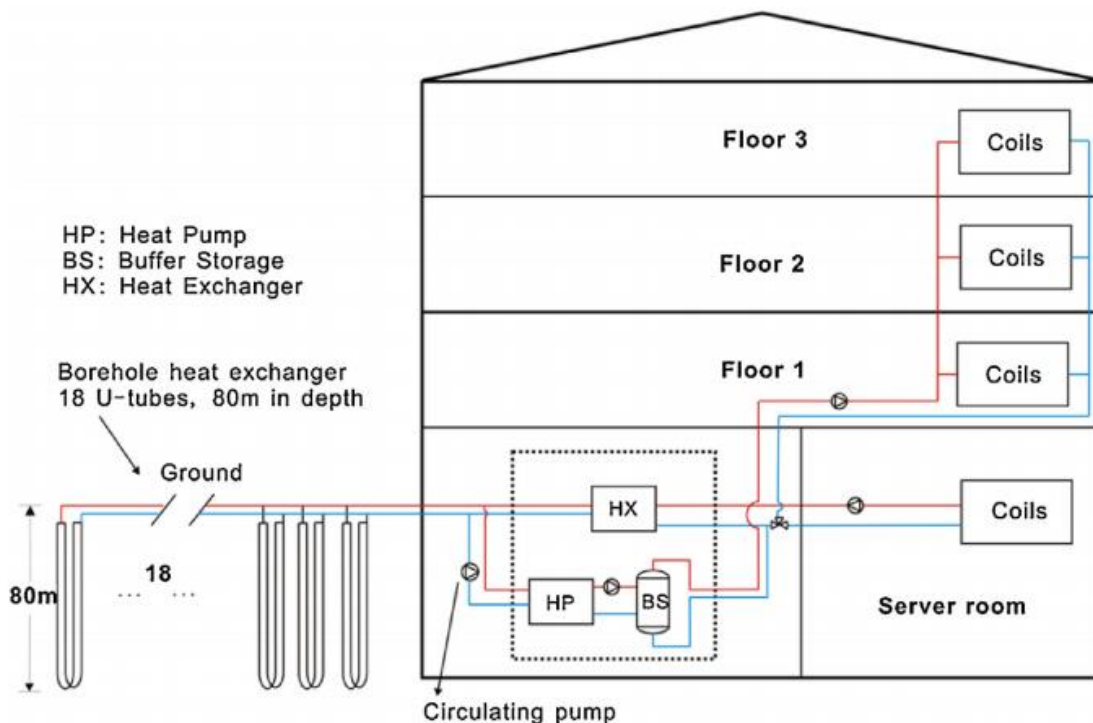 Floor 3
Coils
HP: Heat Pump
BS: Buffer Storage
HX: Heat Exchanger
Floor 2
Coils
Borehole heat exchanger
18 U-tubes, 80m in depth
Floor 1
Coils
Ground
HX
Coils
80m
18
... ...
HP
BS
Server room
Circulating pump